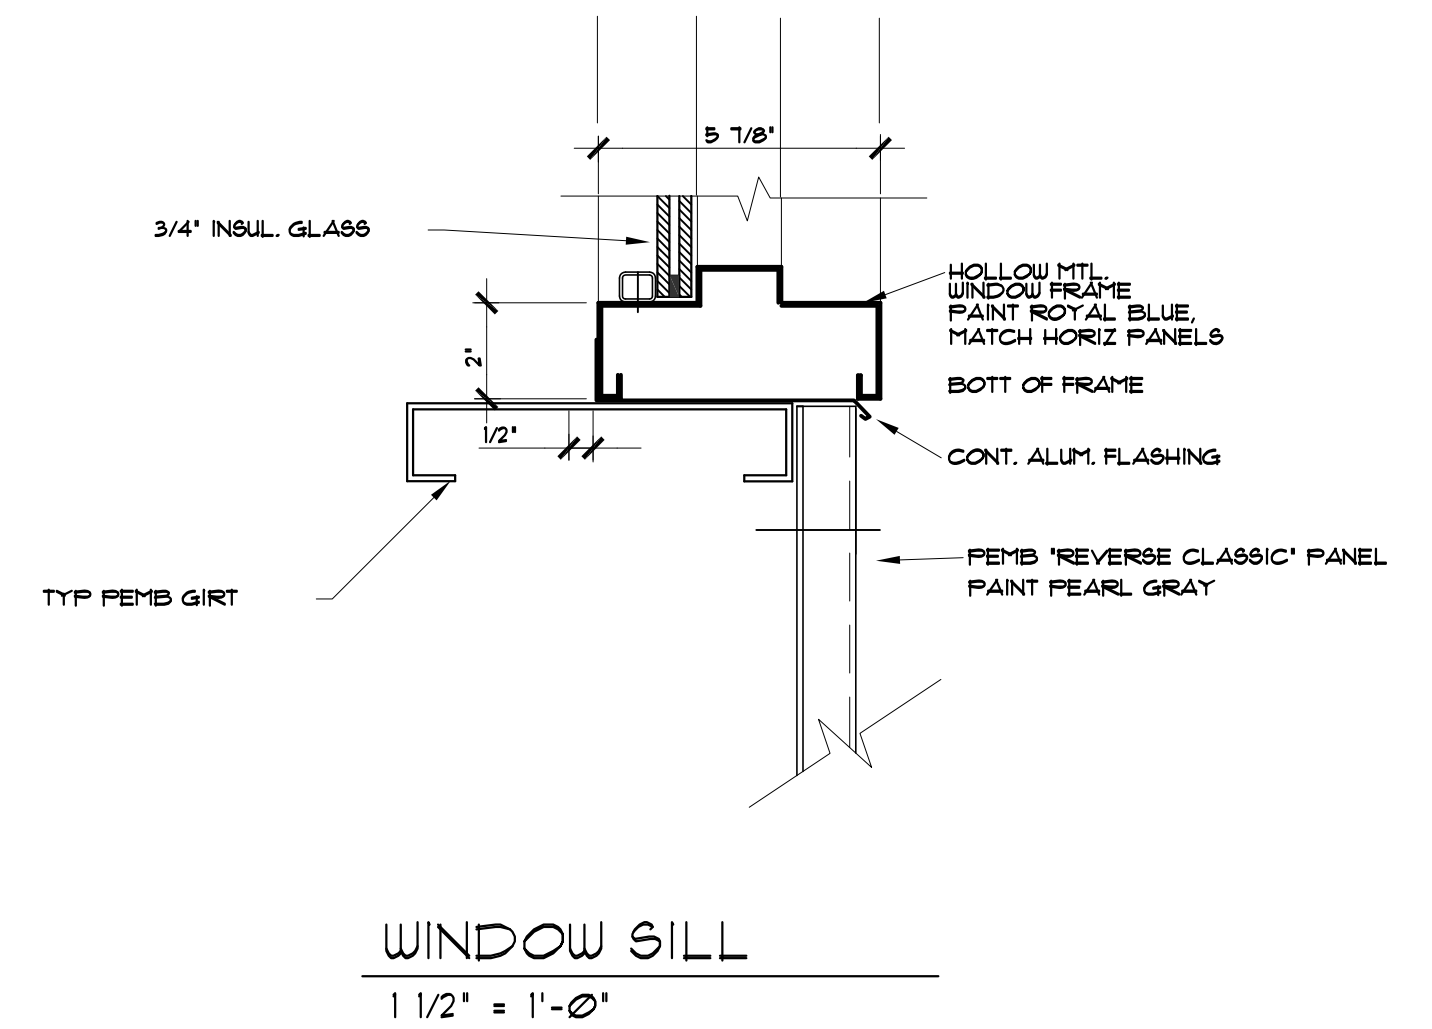 5 7/8"
3/4" INSUL. GLASS
HOLLOW MTL.
WINDOW FRAME
PAINT ROYAL BLUE,
MATCH HORIZ PANELS
2"
BOTT OF FRAME
1/2"
CONT. ALUM. FLASHING
PEMB "REVERSE CLASSIC" PANEL
PAINT PEARL GRAY
TYP PEMB GIRT
WINDOW SILL
1 1/2" = 1'-Ø"